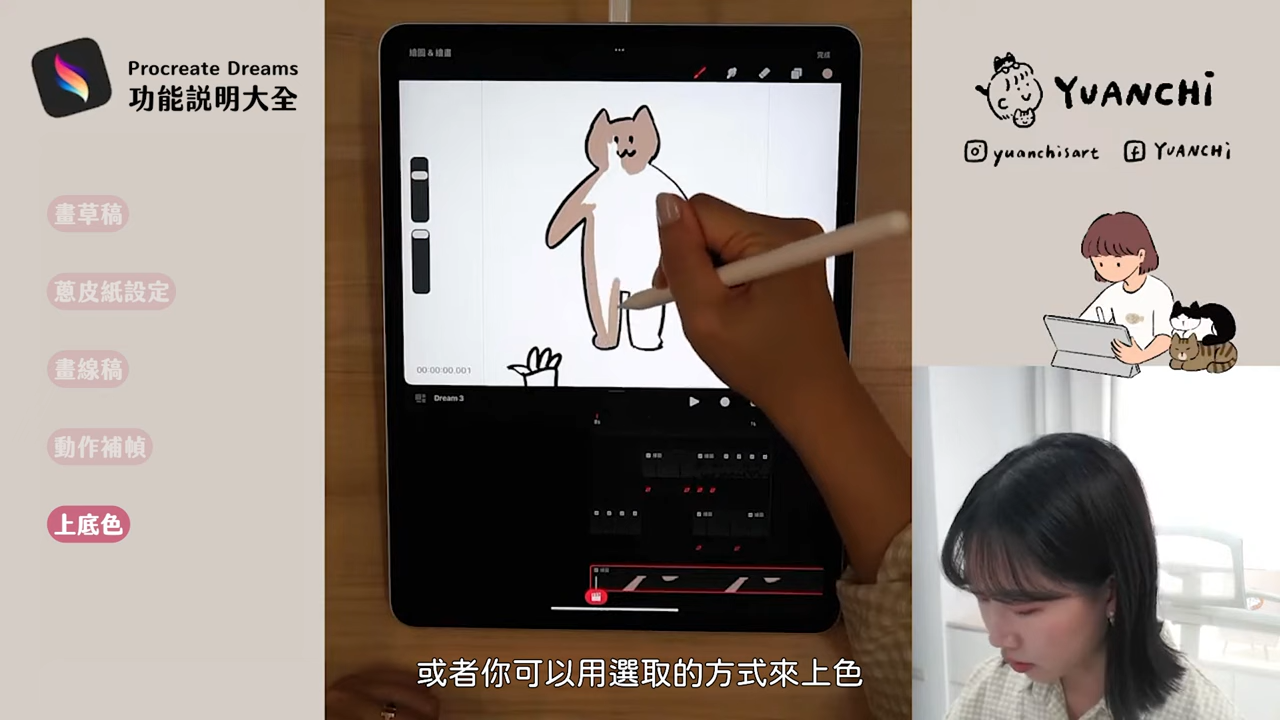 Procreate Dreams
功能説明大全
畫草稿
蔥皮紙設定
畫線稿
動作補幀
上底色
繪圖 & 繪畫
完成
00:00:00.001
Dream 3
YUANCHi
yuanchisart
YUANCHi
或者你可以用選取的方式來上色